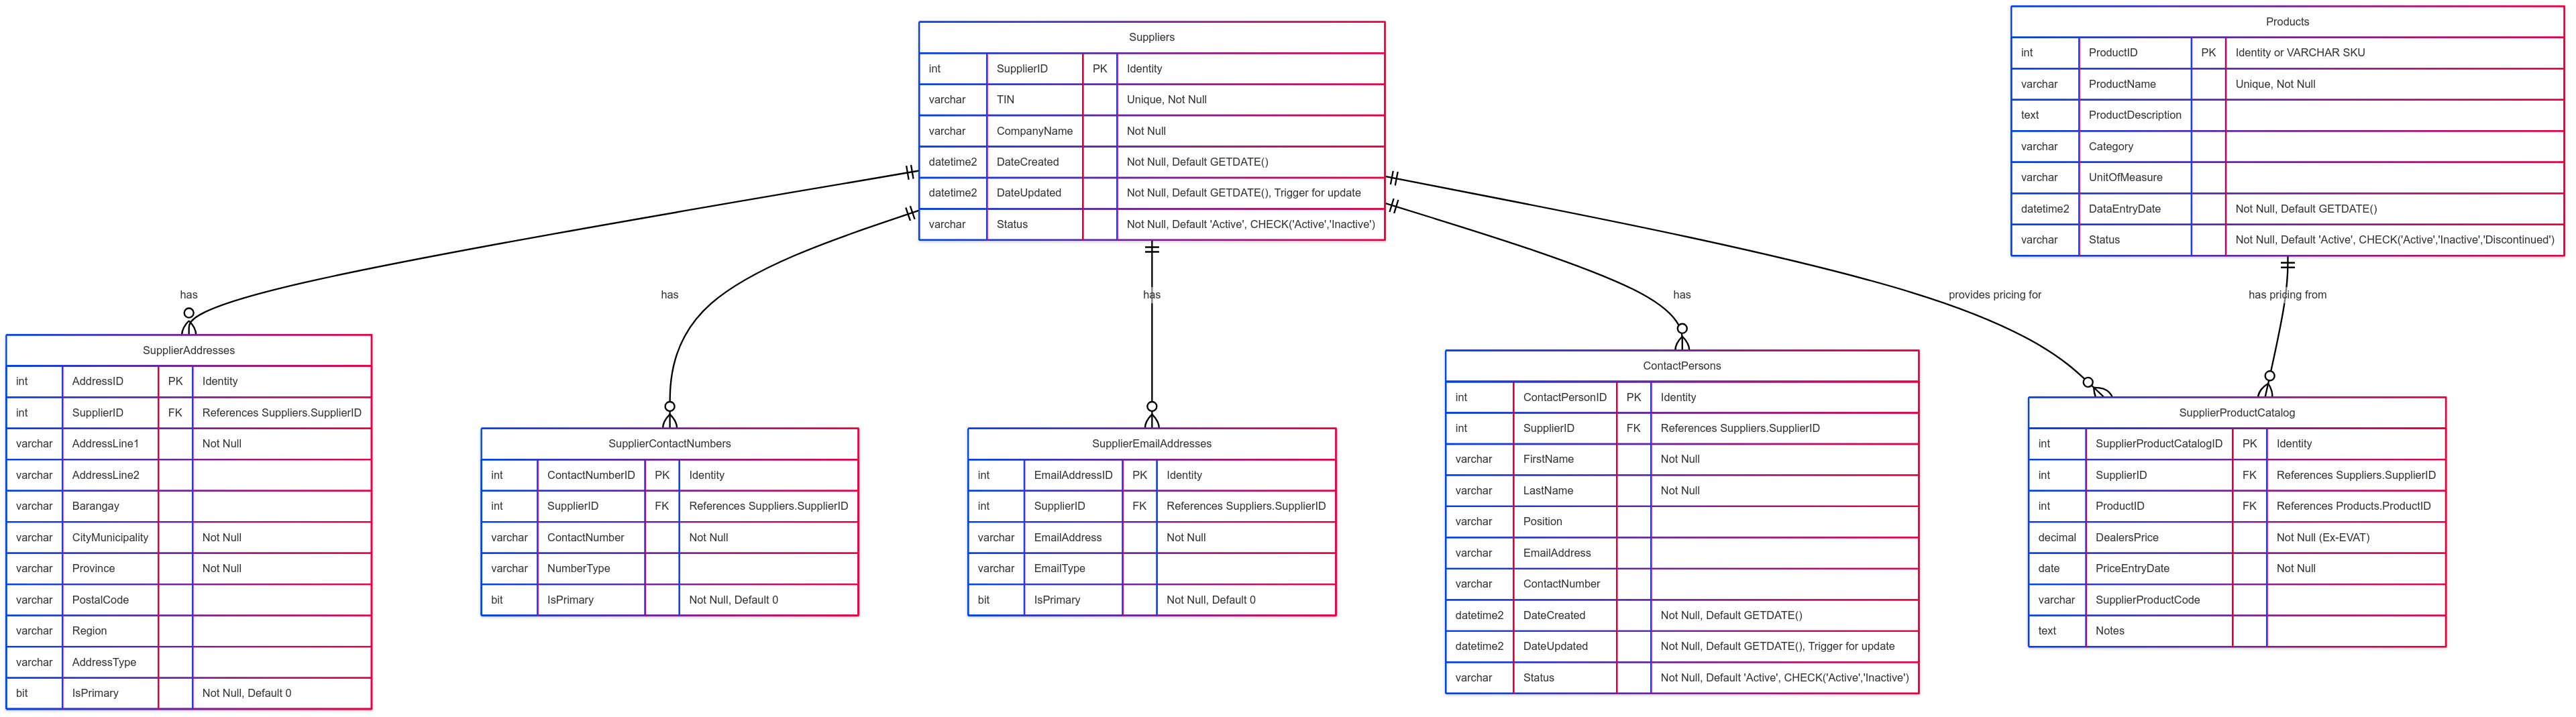 Suppliers
int SupplierID PK Identity
varchar TIN Unique, Not Null
varchar CompanyName Not Null
datetime2 DateCreated Not Null, Default GETDATE()
datetime2 DateUpdated Not Null, Default GETDATE(), Trigger for update
varchar Status Not Null, Default 'Active', CHECK('Active','Inactive')
Products
int ProductID PK Identity or VARCHAR SKU
varchar ProductName Unique, Not Null
text ProductDescription
varchar Category
varchar UnitOfMeasure
datetime2 DataEntryDate Not Null, Default GETDATE()
varchar Status Not Null, Default 'Active', CHECK('Active','Inactive','Discontinued')
has
has
has
has
provides pricing for
has pricing from
SupplierAddresses
int AddressID PK Identity
int SupplierID FK References Suppliers.SupplierID
varchar AddressLine1 Not Null
varchar AddressLine2
varchar Barangay
varchar CityMunicipality Not Null
varchar Province Not Null
varchar PostalCode
varchar Region
varchar AddressType
bit IsPrimary Not Null, Default 0
SupplierContactNumbers
int ContactNumberID PK Identity
int SupplierID FK References Suppliers.SupplierID
varchar ContactNumber Not Null
varchar NumberType
bit IsPrimary Not Null, Default 0
SupplierEmailAddresses
int EmailAddressID PK Identity
int SupplierID FK References Suppliers.SupplierID
varchar EmailAddress Not Null
varchar EmailType
bit IsPrimary Not Null, Default 0
ContactPersons
int ContactPersonID PK Identity
int SupplierID FK References Suppliers.SupplierID
varchar FirstName Not Null
varchar LastName Not Null
varchar Position
varchar EmailAddress
varchar ContactNumber
datetime2 DateCreated Not Null, Default GETDATE()
datetime2 DateUpdated Not Null, Default GETDATE(), Trigger for update
varchar Status Not Null, Default 'Active', CHECK('Active','Inactive')
SupplierProductCatalog
int SupplierProductCatalogID PK Identity
int SupplierID FK References Suppliers.SupplierID
int ProductID FK References Products.ProductID
decimal DealersPrice Not Null (Ex-EVAT)
date PriceEntryDate Not Null
varchar SupplierProductCode
text Notes